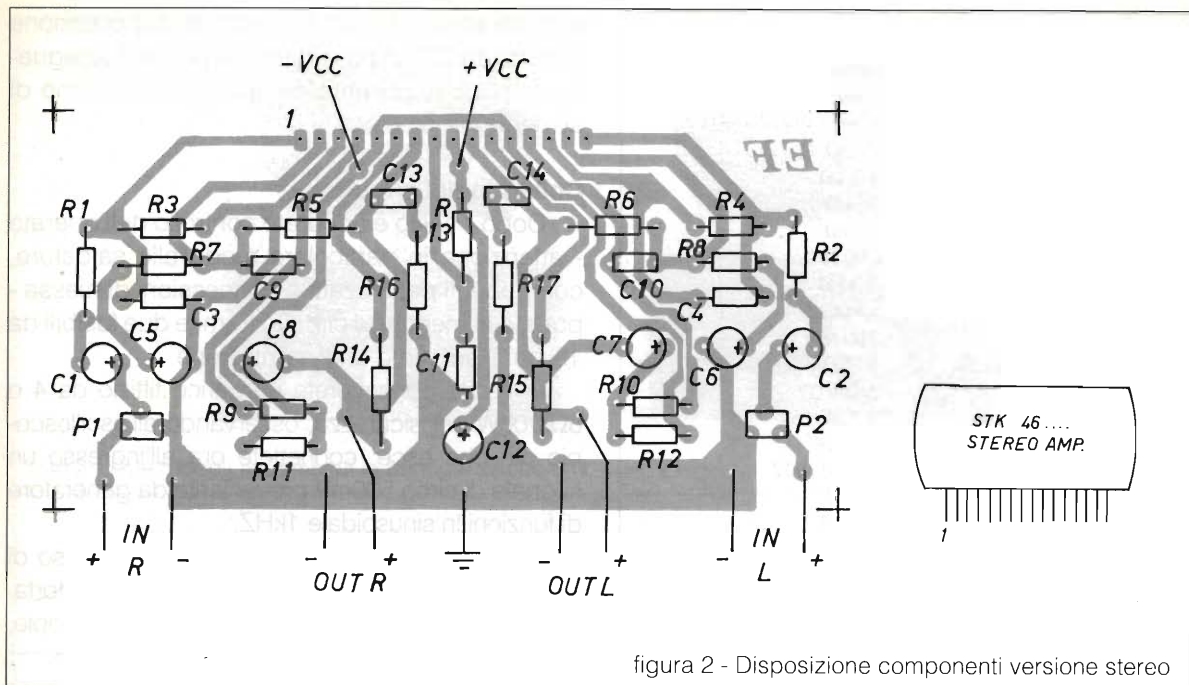 -VCC
+VCC
1
EF
C13
C14
R1
R3
R5
R
13
R6
R4
R7
R8
R2
C9
R16
R17
C10
C3
C4
C5
C8
R14
C11
C7
C1
R15
R10
C6
C2
R9
P1
C12
P2
R11
R12
+
IN
R
-
-
+
OUT R
-
+
OUT L
-
IN
L
+
STK 46....
STEREO AMP.
1
figura 2 - Disposizione componenti versione stereo